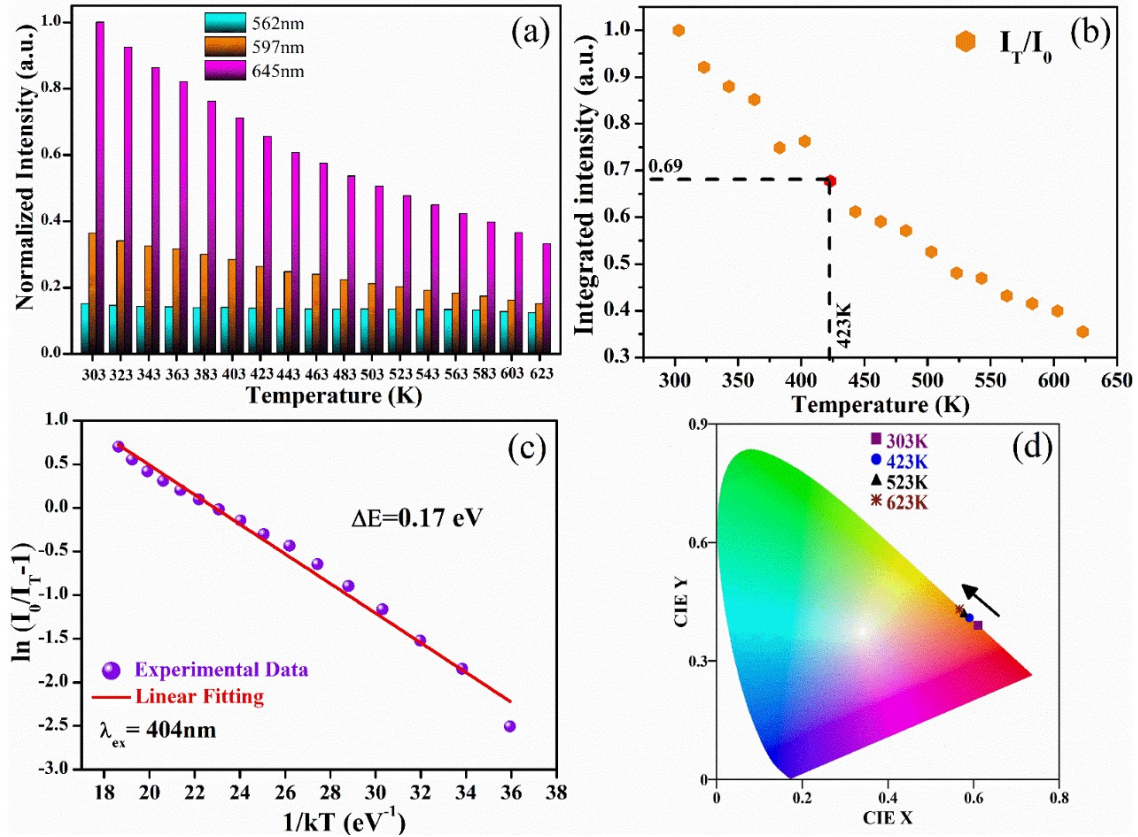 (a)
562nm
597nm
645nm
Normalized Intensity (a.u.)
1.0
0.8
0.6
0.4
0.2
0.0
303 323 343 363 383 403 423 443 463 483 503 523 543 563 583 603 623
Temperature (K)
(b)
I_T/I_0
Integrated intensity (a.u.)
1.0
0.9
0.8
0.7
0.6
0.5
0.4
0.3
0.69
423K
300 350 400 450 500 550 600 650
Temperature (K)
(c)
ΔE=0.17 eV
ln (I_0/I_T-1)
1.0
0.5
0.0
-0.5
-1.0
-1.5
-2.0
-2.5
-3.0
Experimental Data
Linear Fitting
λ_ex= 404nm
18 20 22 24 26 28 30 32 34 36 38
1/kT (eV⁻¹)
(d)
303K
423K
523K
623K
CIE Y
0.9
0.6
0.3
0
0.0 0.2 0.4 0.6 0.8
CIE X